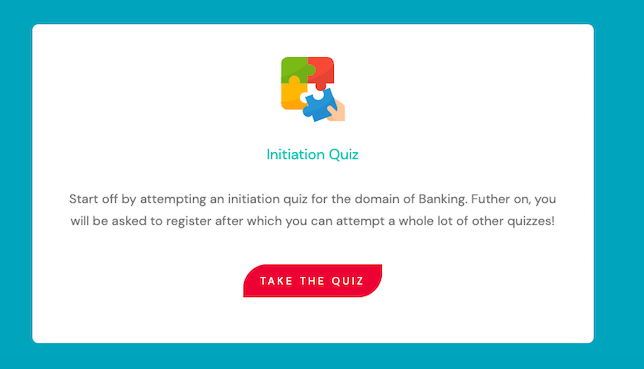 Initiation Quiz
Start off by attempting an initiation quiz for the domain of Banking. Futher on, you
will be asked to register after which you can attempt a whole lot of other quizzes!
TAKE THE QUIZ